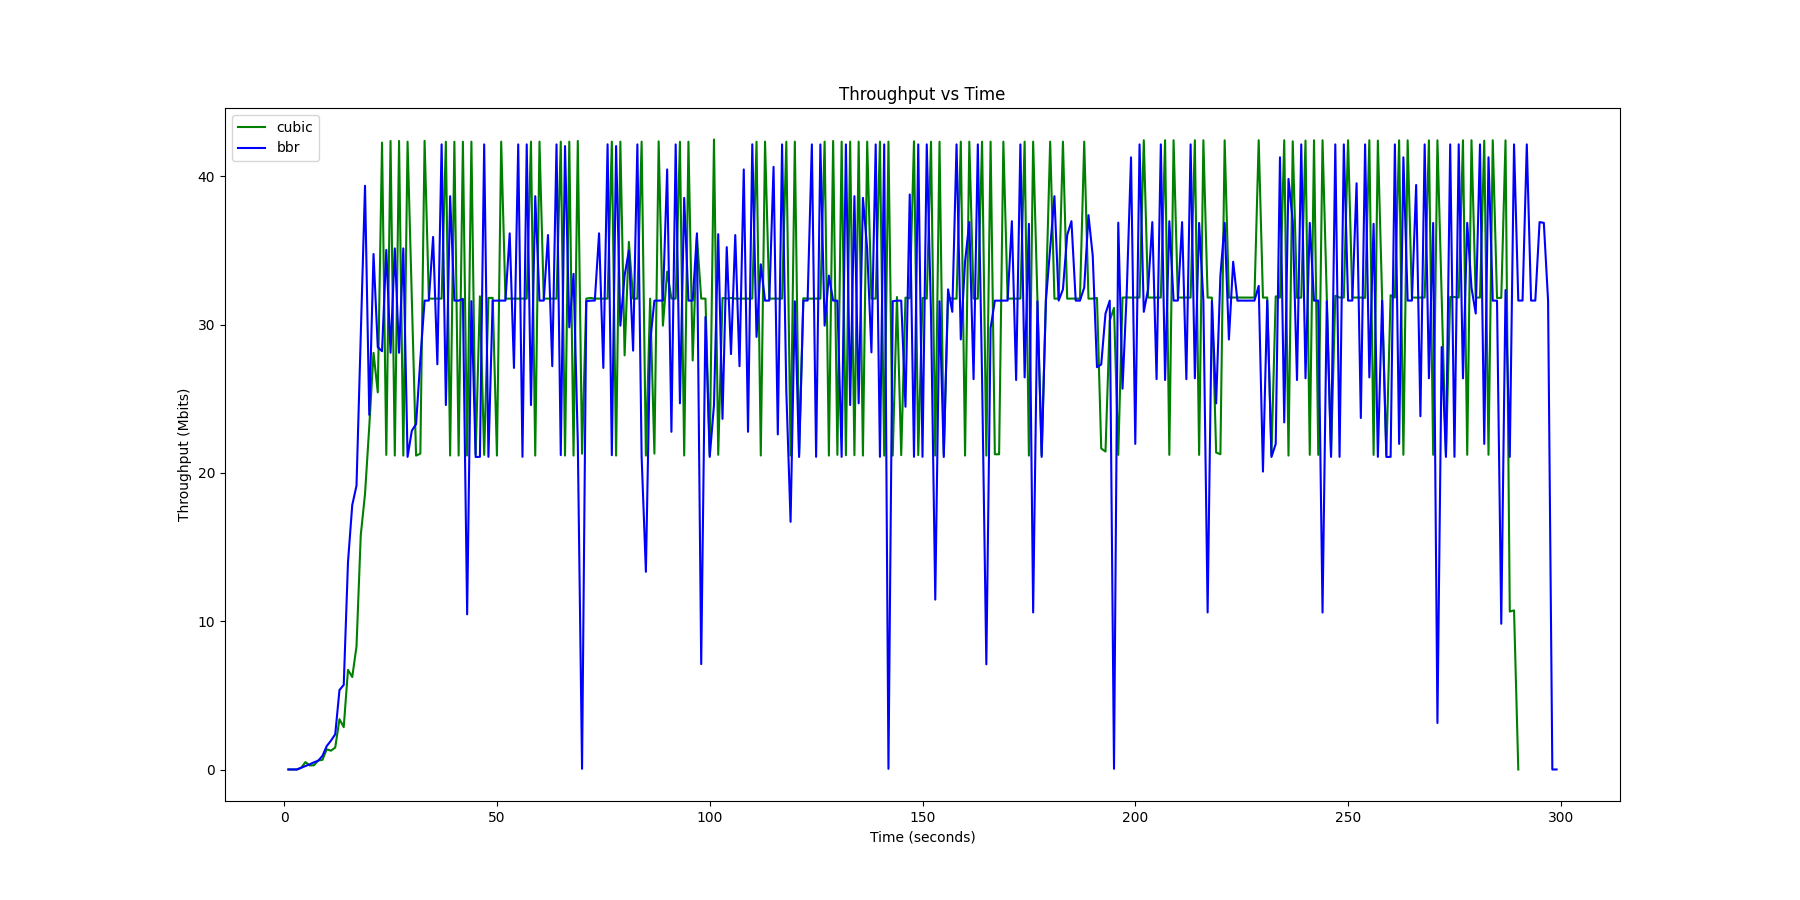 Throughput vs Time
cubic
bbr
Throughput (Mbits)
40
30
20
10
0
0 50 100 150 200 250 300
Time (seconds)